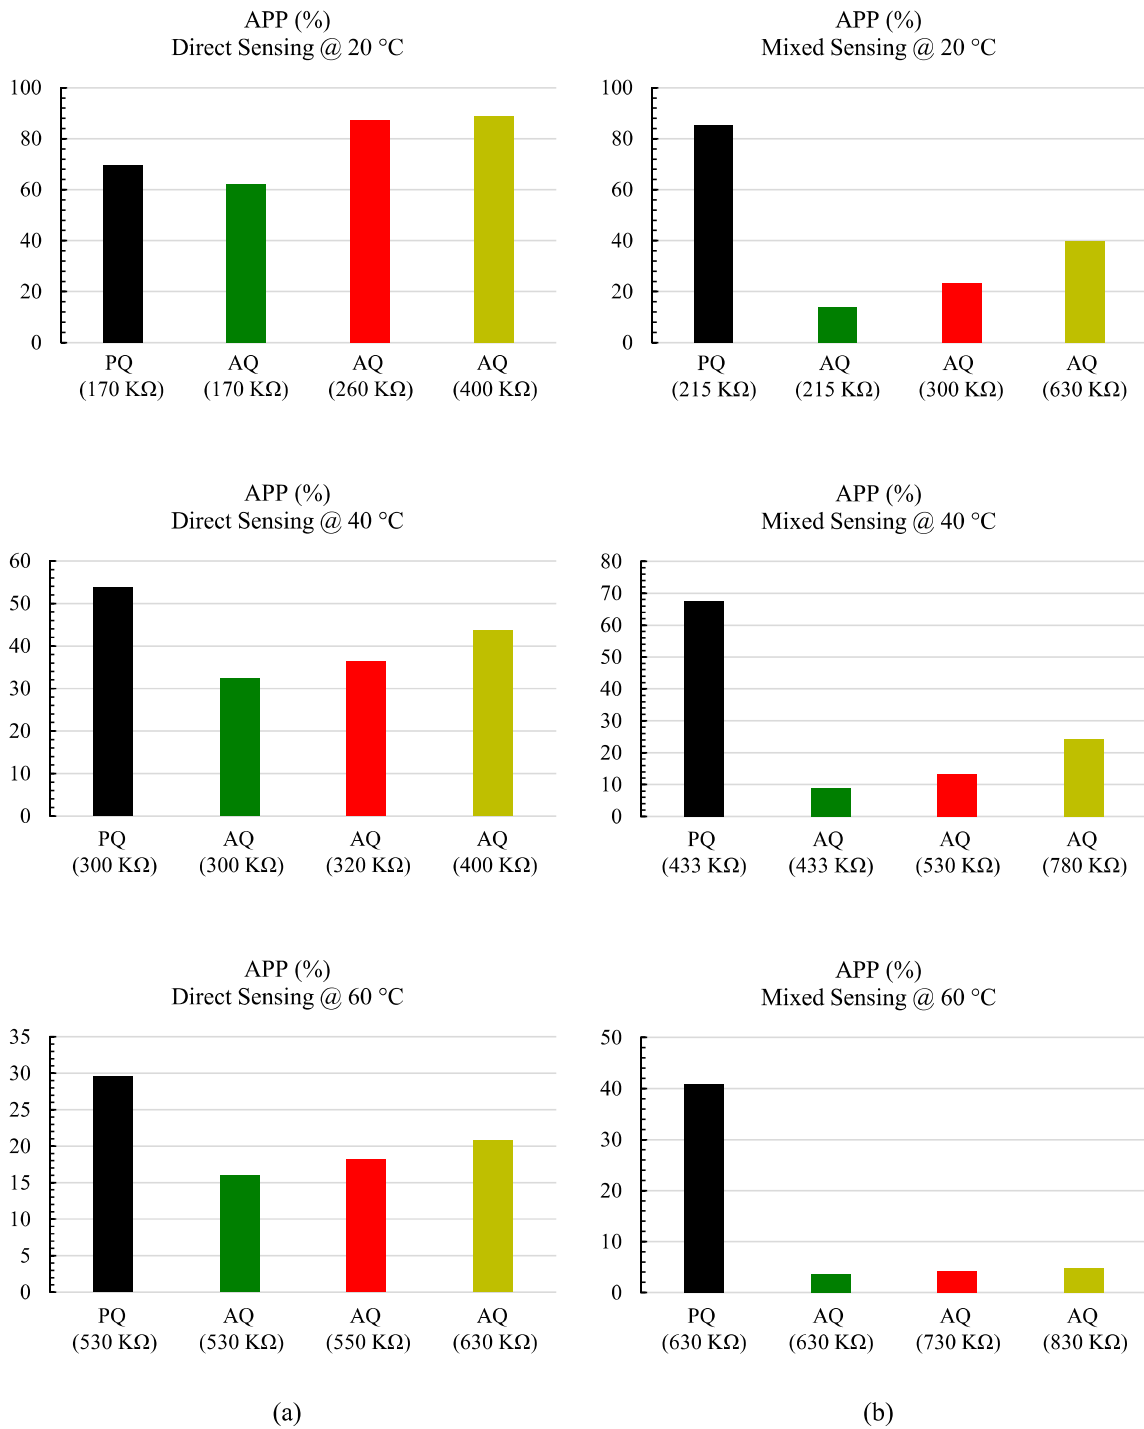 APP (%)
Direct Sensing @ 20 °C
100
80
60
40
20
0
PQ AQ AQ AQ
(170 KΩ) (170 KΩ) (260 KΩ) (400 KΩ)
APP (%)
Mixed Sensing @ 20 °C
100
80
60
40
20
0
PQ AQ AQ AQ
(215 KΩ) (215 KΩ) (300 KΩ) (630 KΩ)
APP (%)
Direct Sensing @ 40 °C
60
50
40
30
20
10
0
PQ AQ AQ AQ
(300 KΩ) (300 KΩ) (320 KΩ) (400 KΩ)
APP (%)
Mixed Sensing @ 40 °C
80
70
60
50
40
30
20
10
0
PQ AQ AQ AQ
(433 KΩ) (433 KΩ) (530 KΩ) (780 KΩ)
APP (%)
Direct Sensing @ 60 °C
35
30
25
20
15
10
5
0
PQ AQ AQ AQ
(530 KΩ) (530 KΩ) (550 KΩ) (630 KΩ)
APP (%)
Mixed Sensing @ 60 °C
50
40
30
20
10
0
PQ AQ AQ AQ
(630 KΩ) (630 KΩ) (730 KΩ) (830 KΩ)
(a)
(b)